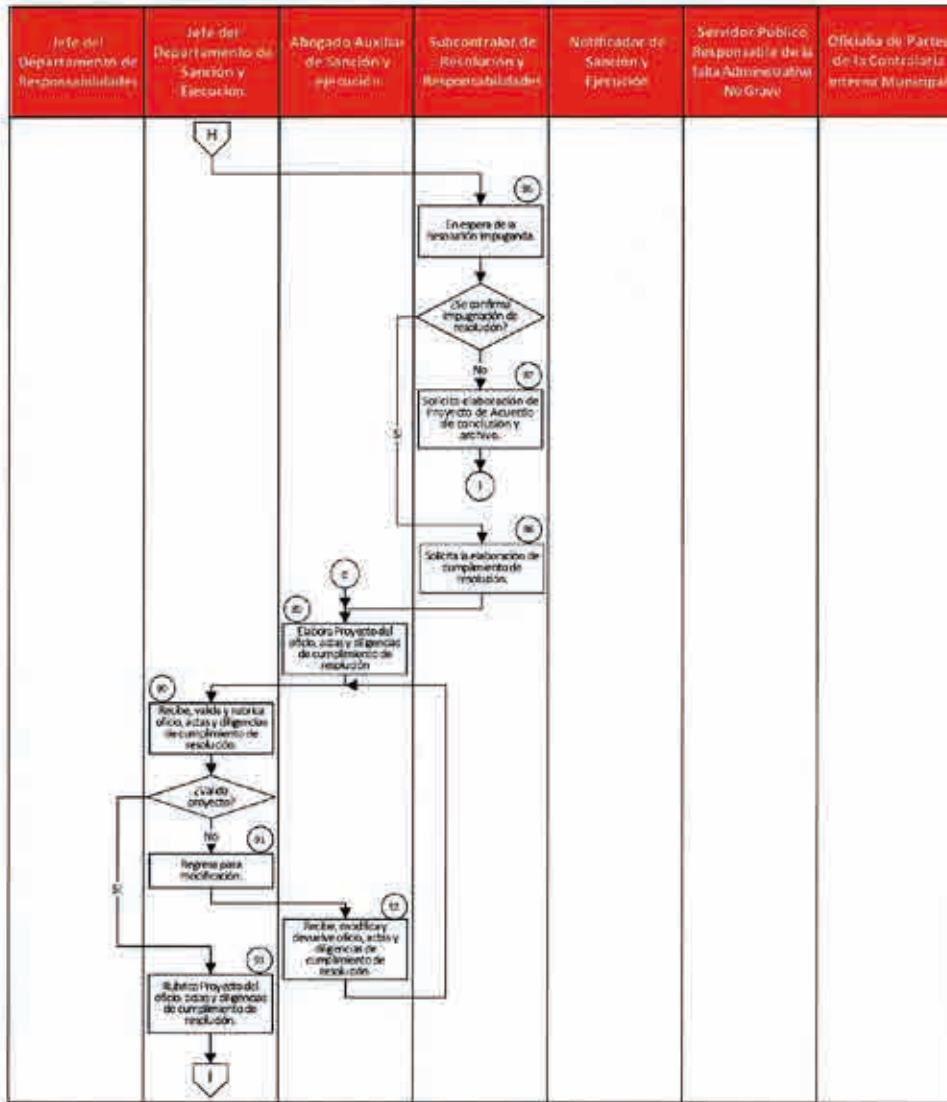 Jefe del
Departamento de
Responsabilidades
Jefe del
Departamento de
Sanción y
Ejecución.
Abogado Auxiliar
de Sanción y
ejecución.
Subcontralor de
Resolución y
Responsabilidades
Notificador de
Sanción y
Ejecución
Servidor Público
Responsable de la
falta Administrativa
No Grave
Oficialía de Partes
de la Contraloría
Interna Municipal
H
En espera de la
resolución impugnada.
¿Se confirma
impugnación de
resolución?
No
87
Solicita elaboración de
Proyecto de Acuerdo
de conclusión y
archivo.
Solicita la elaboración de
cumplimiento de
resolución.
Elabora Proyecto del
oficio, actas y diligencias
de cumplimiento de
resolución
90
Recibe, valida y rubrica
oficio, actas y diligencias
de cumplimiento de
resolución.
¿Valida
proyecto?
No
91
Regresa para
modificación.
92
Recibe, modifica y
devuelve oficio, actas y
diligencias de
cumplimiento de
resolución.
93
Rubrica Proyecto del
oficio, actas y diligencias
de cumplimiento de
resolución.